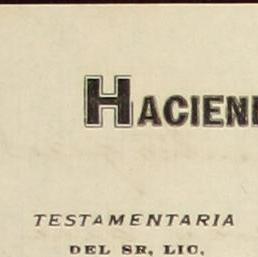 HACIEN
TESTAMENTARIA
DEL SR, LIC,